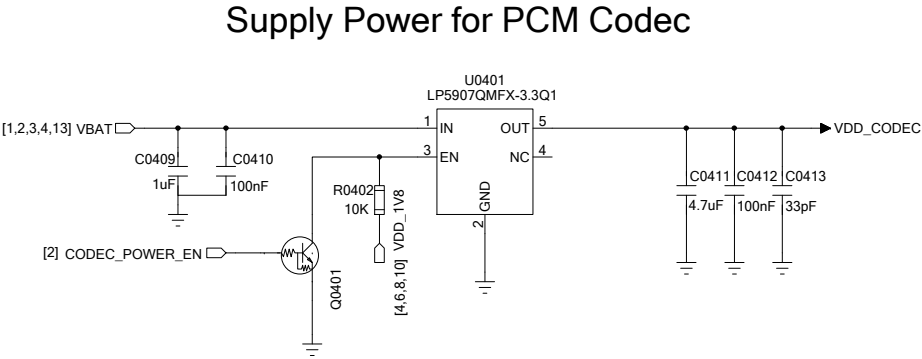 Supply Power for PCM Codec
U0401
LP5907QMFX-3.3Q1
[1,2,3,4,13] VBAT
1 IN
OUT 5
VDD_CODEC
3 EN
NC 4
C0409
1uF
C0410
100nF
R0402
10K
VDD_1V8
[4,6,8,10]
GND
2
C0411
4.7uF
C0412
100nF
C0413
33pF
[2] CODEC_POWER_EN
Q0401